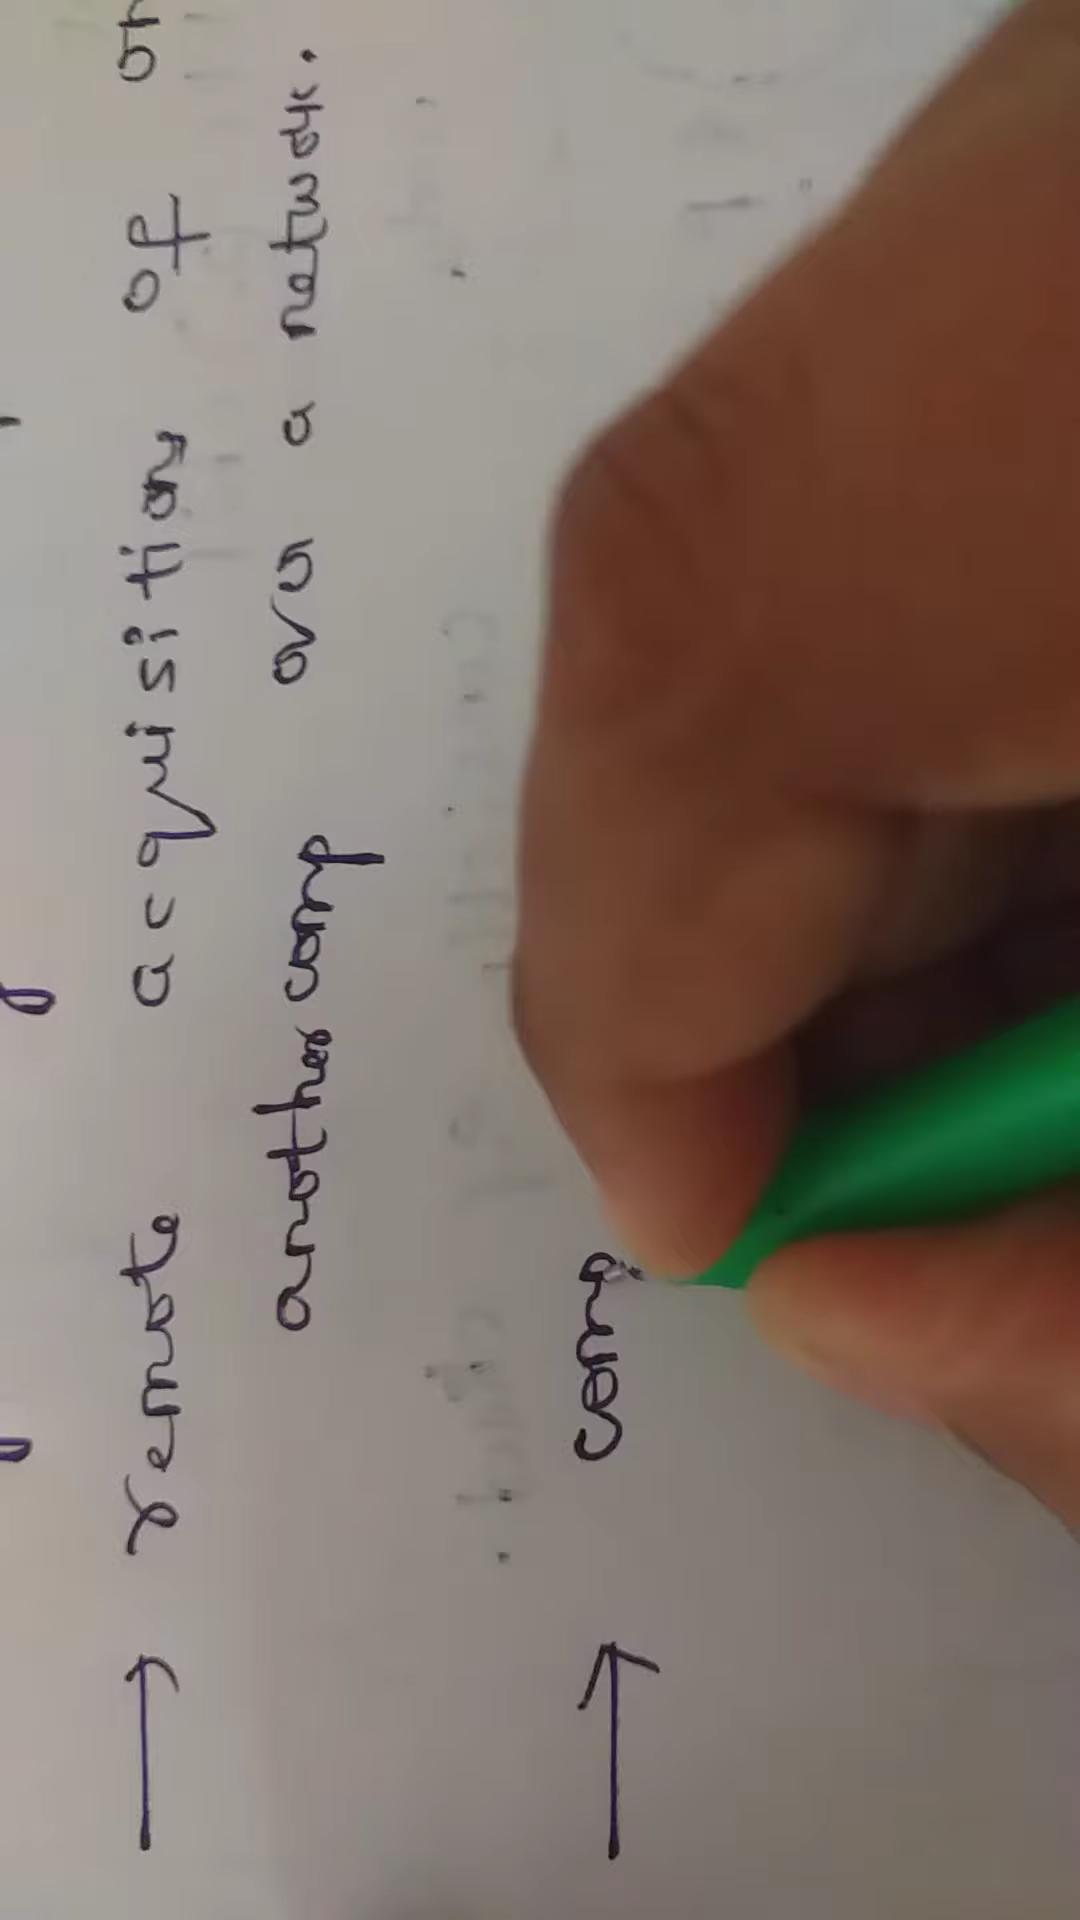 → remote acquisition of
another comp over a network.
→ comp